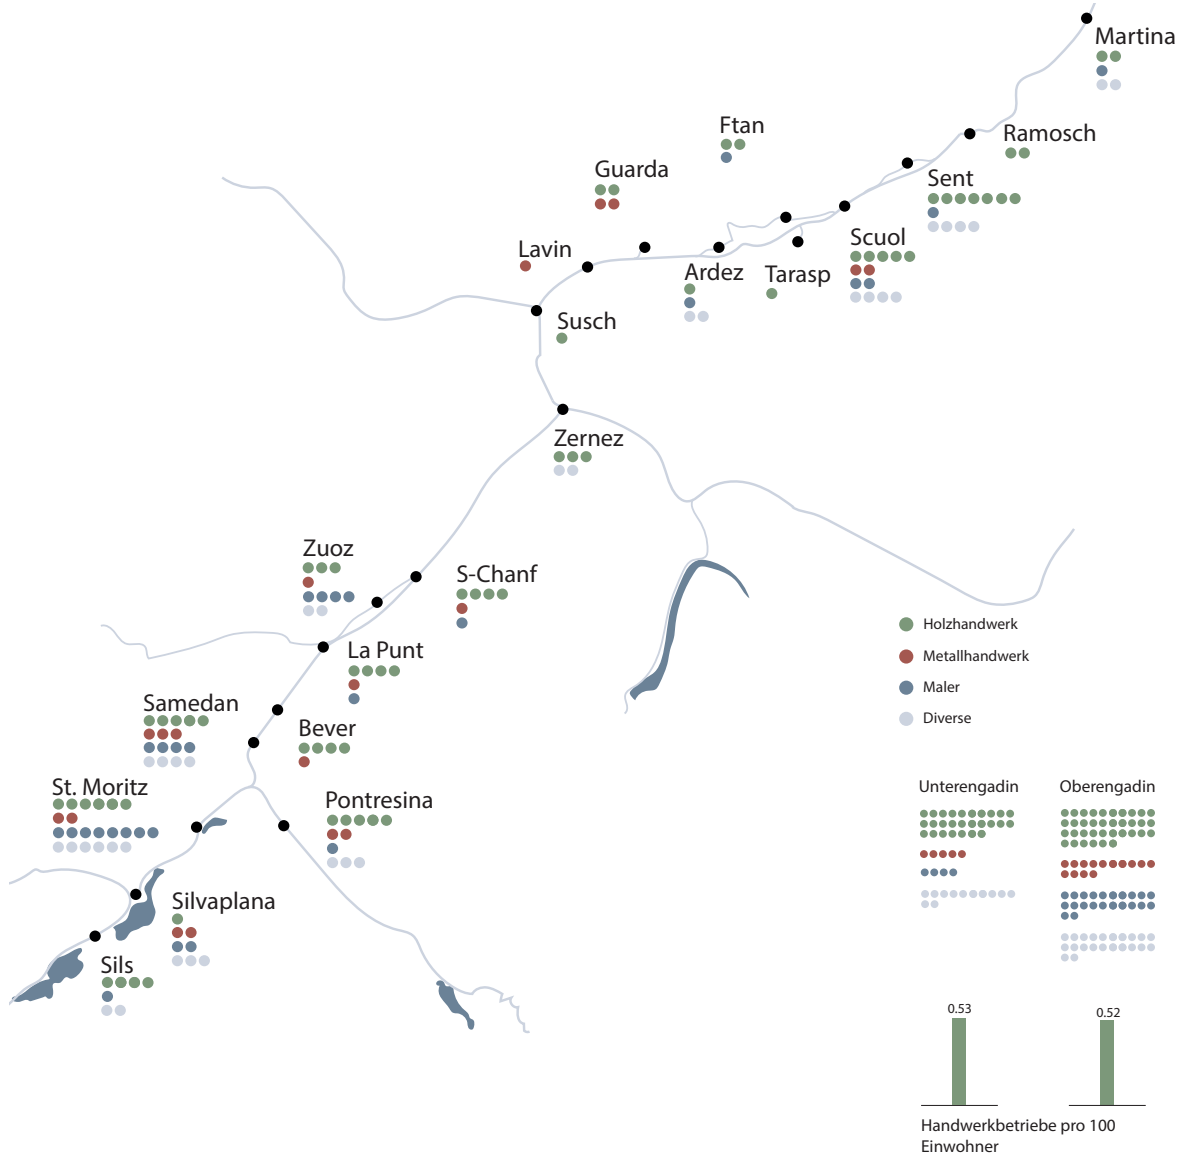 Martina
Ftan
Ramosch
Guarda
Sent
Lavin
Scuol
Ardez
Tarasp
Susch
Zernez
Zuoz
S-Chanf
La Punt
Samedan
Bever
St. Moritz
Pontresina
Silvaplana
Sils
Holzhandwerk
Metallhandwerk
Maler
Diverse
Unterengadin
Oberengadin
0.53
0.52
Handwerkbetriebe pro 100
Einwohner